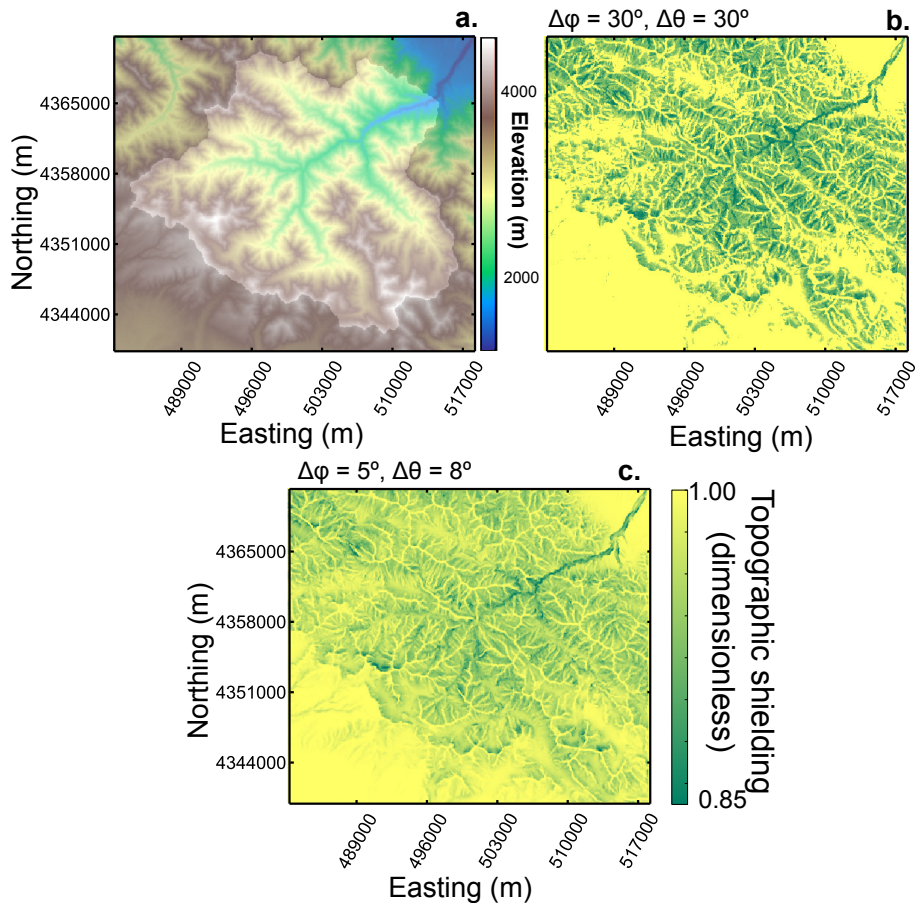 a.
4365000
4358000
4351000
4344000
Northing (m)
489000
496000
503000
510000
517000
Easting (m)
4000
2000
Elevation (m)
Δφ = 30º, Δθ = 30º
b.
489000
496000
503000
510000
517000
Easting (m)
Δφ = 5º, Δθ = 8º
c.
4365000
4358000
4351000
4344000
Northing (m)
489000
496000
503000
510000
517000
Easting (m)
1.00
0.85
Topographic shielding
(dimensionless)